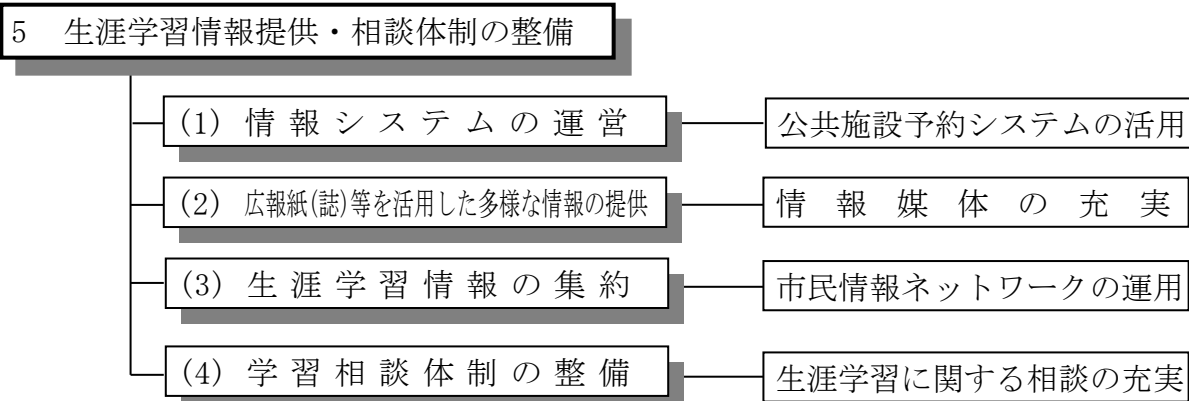 5 生涯学習情報提供・相談体制の整備
(1) 情報システムの運営
公共施設予約システムの活用
(2) 広報紙(誌)等を活用した多様な情報の提供
情報媒体の充実
(3) 生涯学習情報の集約
市民情報ネットワークの運用
(4) 学習相談体制の整備
生涯学習に関する相談の充実